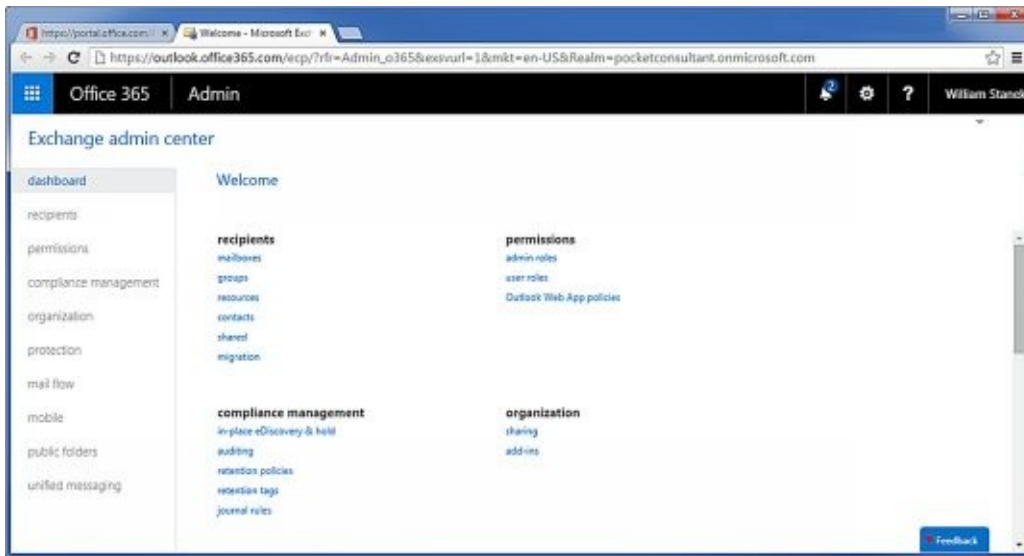 https://portal.office.com/
Welcome - Microsoft Exc
https://outlook.office365.com/ecp/?rfr=Admin_o365&exsvurl=1&mkt=en-US&Realm=pocketconsultant.onmicrosoft.com
Office 365 Admin 2 ? William Stanek
Exchange admin center
dashboard
Welcome
recipients
permissions
compliance management
organization
protection
mail flow
mobile
public folders
unified messaging
recipients
mailboxes
groups
resources
contacts
shared
migration
permissions
admin roles
user roles
Outlook Web App policies
compliance management
in-place eDiscovery & hold
auditing
retention policies
retention tags
journal rules
organization
sharing
add-ins
Feedback